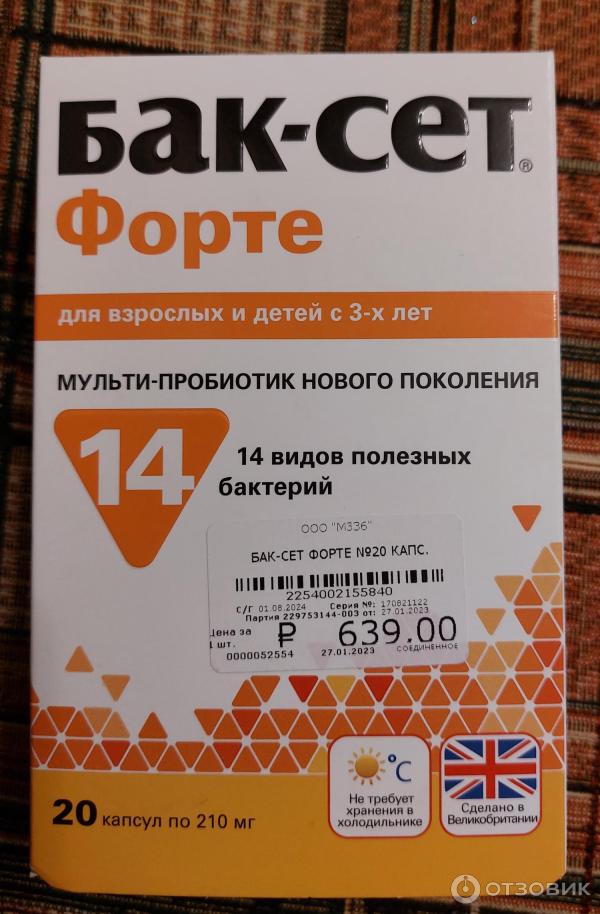 Бак-сет®
Форте
для взрослых и детей с 3-х лет
МУЛЬТИ-ПРОБИОТИК НОВОГО ПОКОЛЕНИЯ
14
14 видов полезных
бактерий
ООО "МЗЭ6"
БАК-СЕТ ФОРТЕ №20 КАПС.
2254002155840
С/Г 01.08.2024 Серия №: 170821122
Партия 229753144-003 от: 27.01.2023
Цена за
1 шт.
₽ 639.00
0000052554 27.01.2023 СОЕДИНЕННОЕ
°C
Не требует
хранения в
холодильнике
Сделано в
Великобритании
20 капсул по 210 мг
ОТЗОВИК